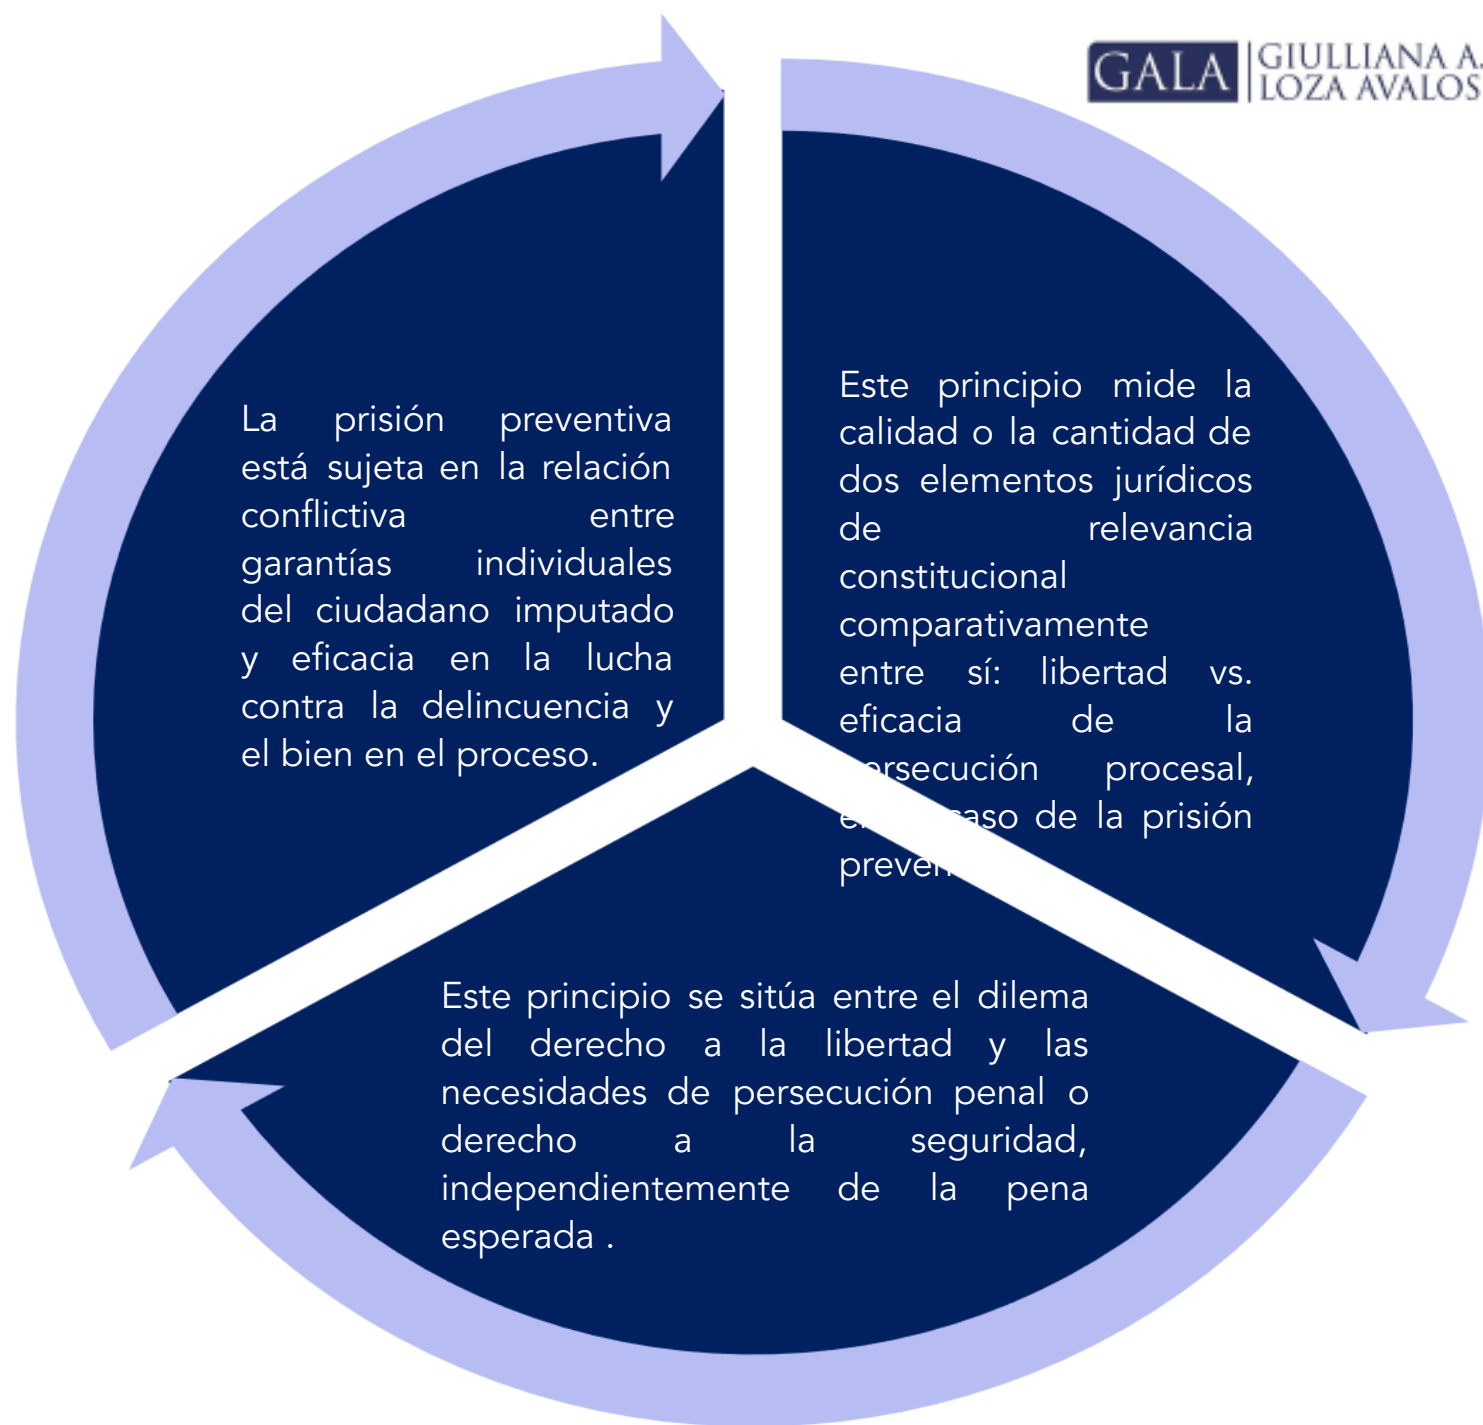 GALA
GIULLIANA A.
LOZA AVALOS
La prisión preventiva
está sujeta en la relación
conflictiva entre
garantías individuales
del ciudadano imputado
y eficacia en la lucha
contra la delincuencia y
el bien en el proceso.
Este principio mide la
calidad o la cantidad de
dos elementos jurídicos
de relevancia
constitucional
comparativamente
entre sí: libertad vs.
eficacia de la
persecución procesal,
caso de la prisión
Este principio se sitúa entre el dilema
del derecho a la libertad y las
necesidades de persecución penal o
derecho a la seguridad,
independientemente de la pena
esperada .